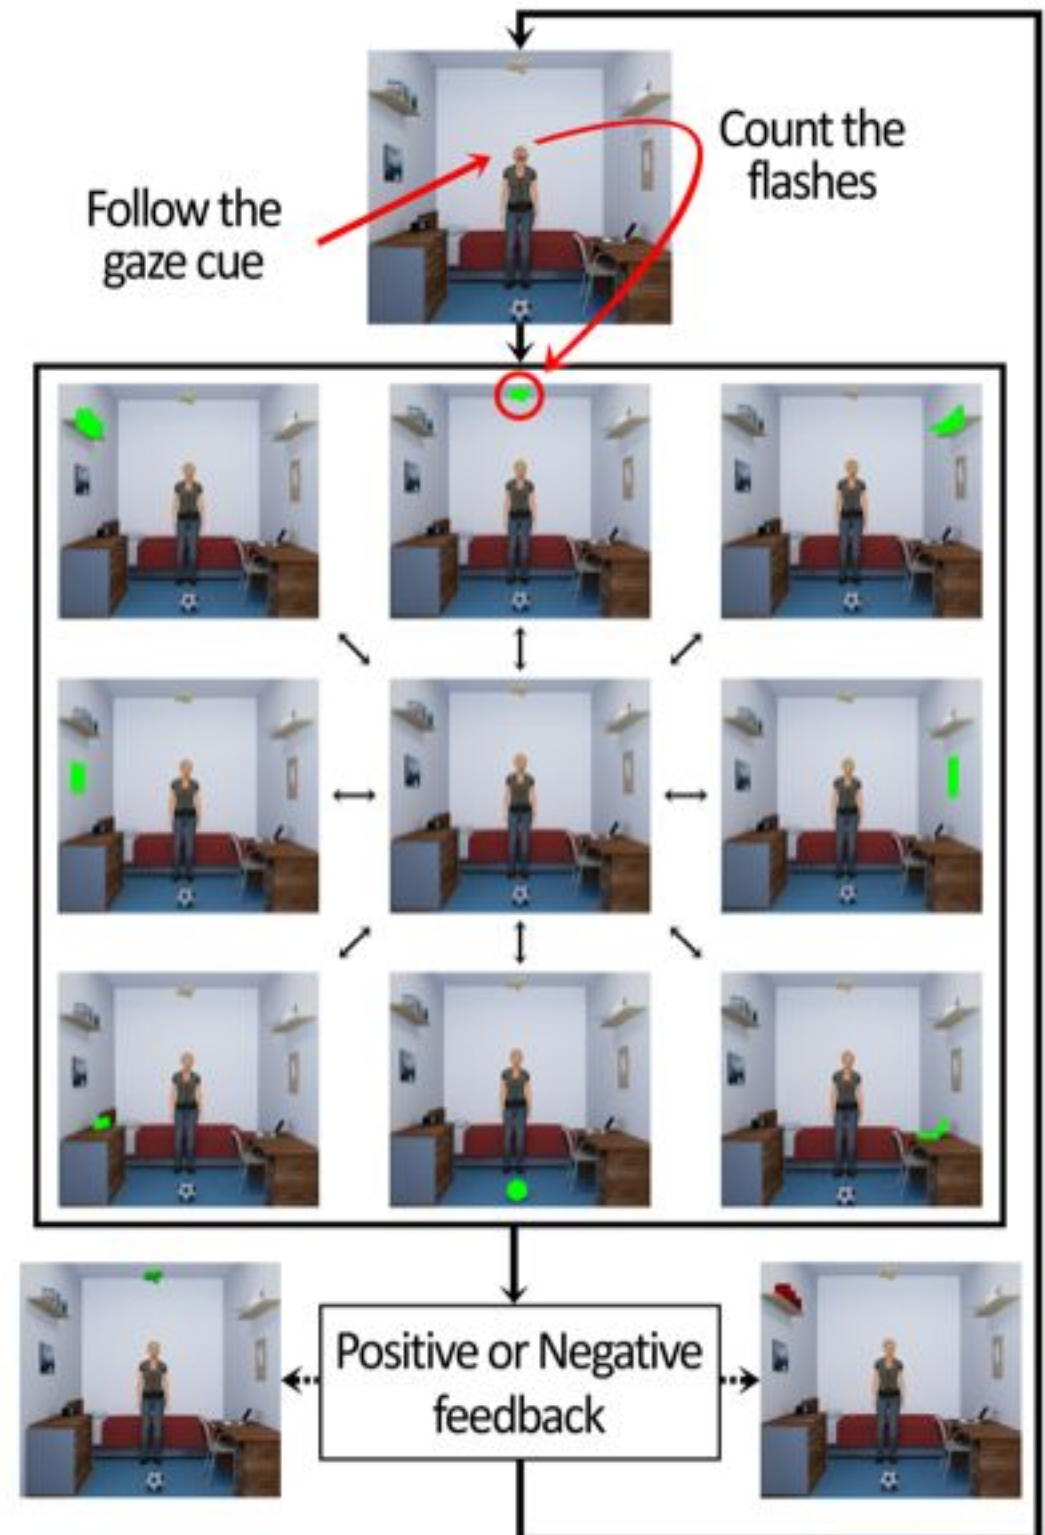 Follow the
gaze cue
Count the
flashes
Positive or Negative
feedback